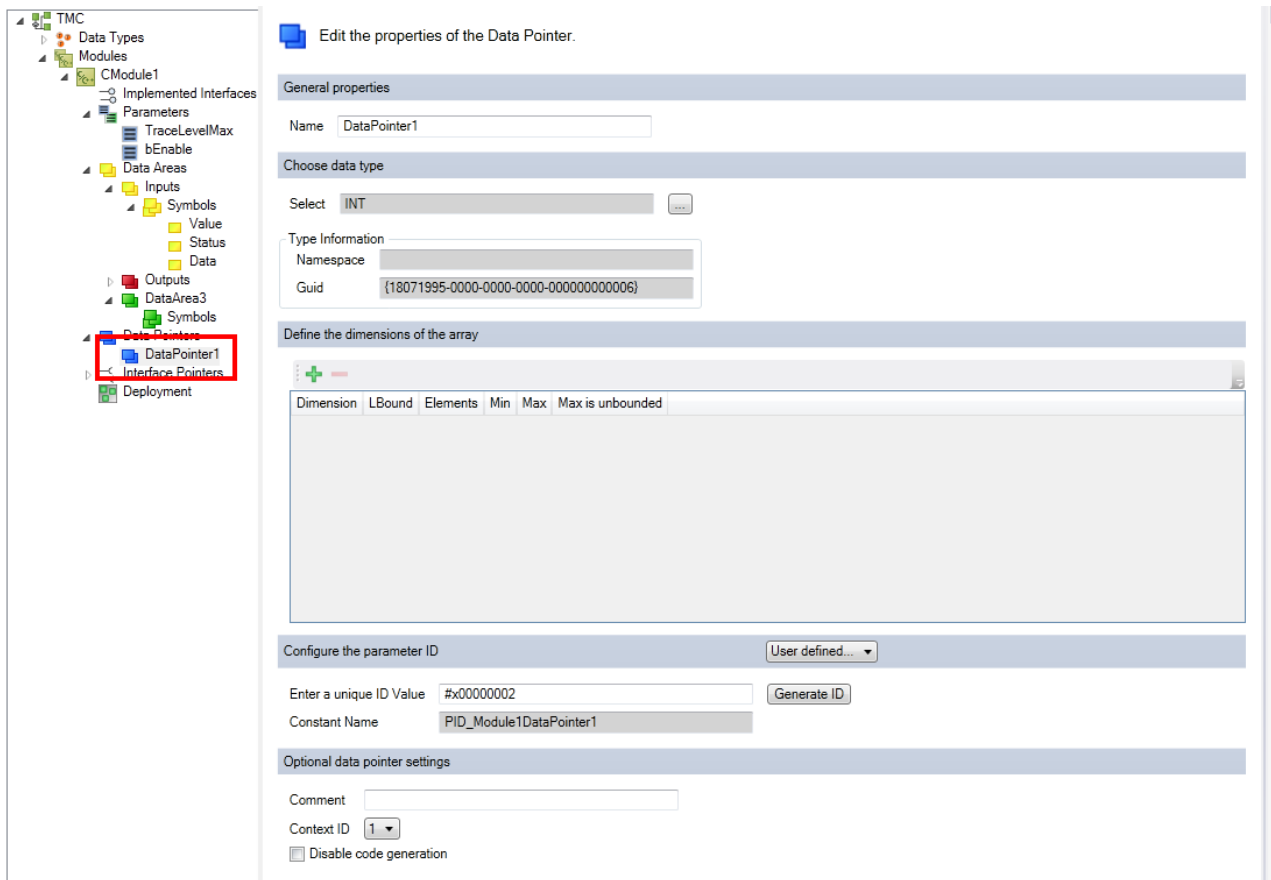 TMC
Data Types
Modules
CModule1
Implemented Interfaces
Parameters
TraceLevelMax
bEnable
Data Areas
Inputs
Symbols
Value
Status
Data
Outputs
DataArea3
Symbols
Data Pointers
DataPointer1
Interface Pointers
Deployment
Edit the properties of the Data Pointer.
General properties
Name DataPointer1
Choose data type
Select INT ...
Type Information
Namespace
Guid {18071995-0000-0000-0000-000000000006}
Define the dimensions of the array
Dimension LBound Elements Min Max Max is unbounded
Configure the parameter ID User defined...
Enter a unique ID Value #x00000002 Generate ID
Constant Name PID_Module1DataPointer1
Optional data pointer settings
Comment
Context ID 1
Disable code generation